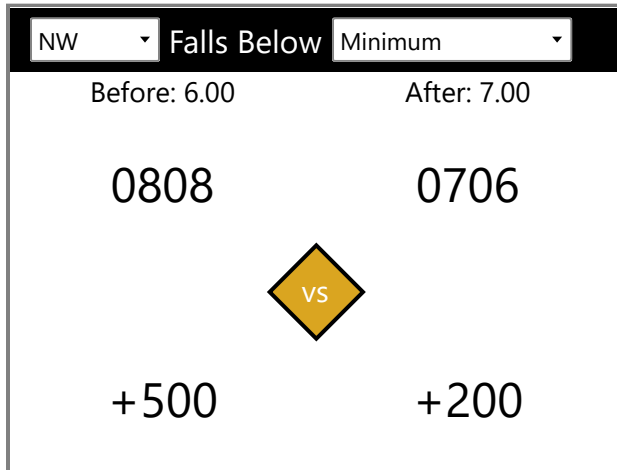 NW Falls Below Minimum
Before: 6.00 After: 7.00
0808 0706
vs
+500 +200